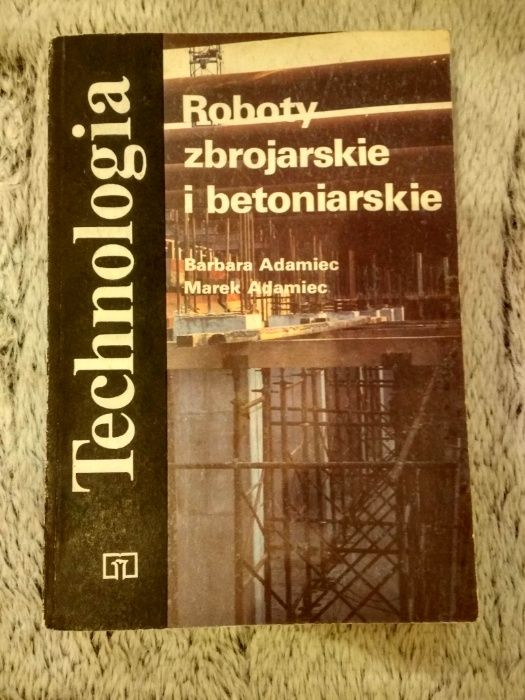 Technologia
Roboty
zbrojarskie
i betoniarskie
Barbara Adamiec
Marek Adamiec